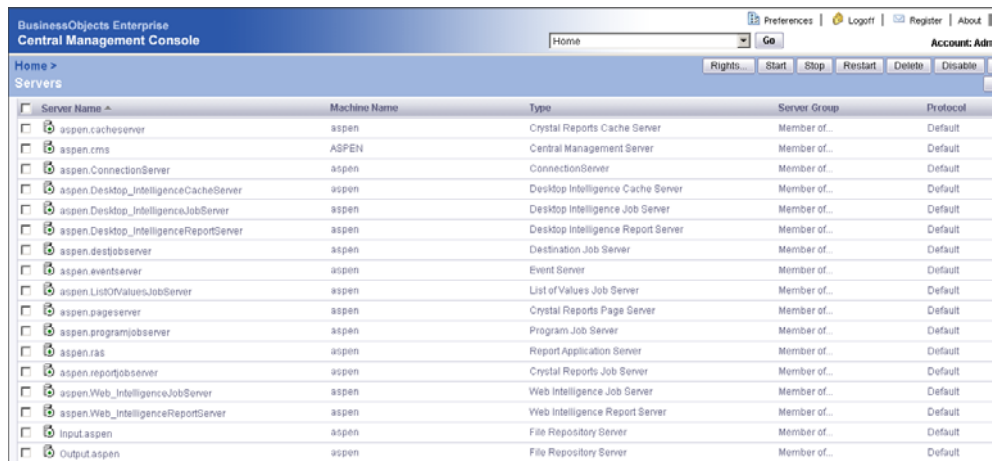 BusinessObjects Enterprise
Central Management Console
Preferences | Logoff | Register | About |
Home Go
Account: Adm
Home >
Servers
Rights... Start Stop Restart Delete Disable
Server Name Machine Name Type Server Group Protocol
aspen.cacheserver aspen Crystal Reports Cache Server Member of... Default
aspen.cms ASPEN Central Management Server Member of... Default
aspen.ConnectionServer aspen ConnectionServer Member of... Default
aspen.Desktop_IntelligenceCacheServer aspen Desktop Intelligence Cache Server Member of... Default
aspen.Desktop_IntelligenceJobServer aspen Desktop Intelligence Job Server Member of... Default
aspen.Desktop_IntelligenceReportServer aspen Desktop Intelligence Report Server Member of... Default
aspen.destjobserver aspen Destination Job Server Member of... Default
aspen.eventserver aspen Event Server Member of... Default
aspen.ListOfValuesJobServer aspen List of Values Job Server Member of... Default
aspen.pageserver aspen Crystal Reports Page Server Member of... Default
aspen.programjobserver aspen Program Job Server Member of... Default
aspen.ras aspen Report Application Server Member of... Default
aspen.reportjobserver aspen Crystal Reports Job Server Member of... Default
aspen.Web_IntelligenceJobServer aspen Web Intelligence Job Server Member of... Default
aspen.Web_IntelligenceReportServer aspen Web Intelligence Report Server Member of... Default
Input.aspen aspen File Repository Server Member of... Default
Output.aspen aspen File Repository Server Member of... Default